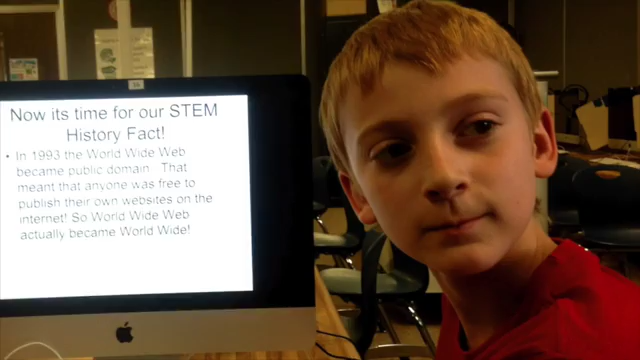 Now its time for our STEM
History Fact!
• In 1993 the World Wide Web
became public domain. That
meant that anyone was free to
publish their own websites on the
internet! So World Wide Web
actually became World Wide!